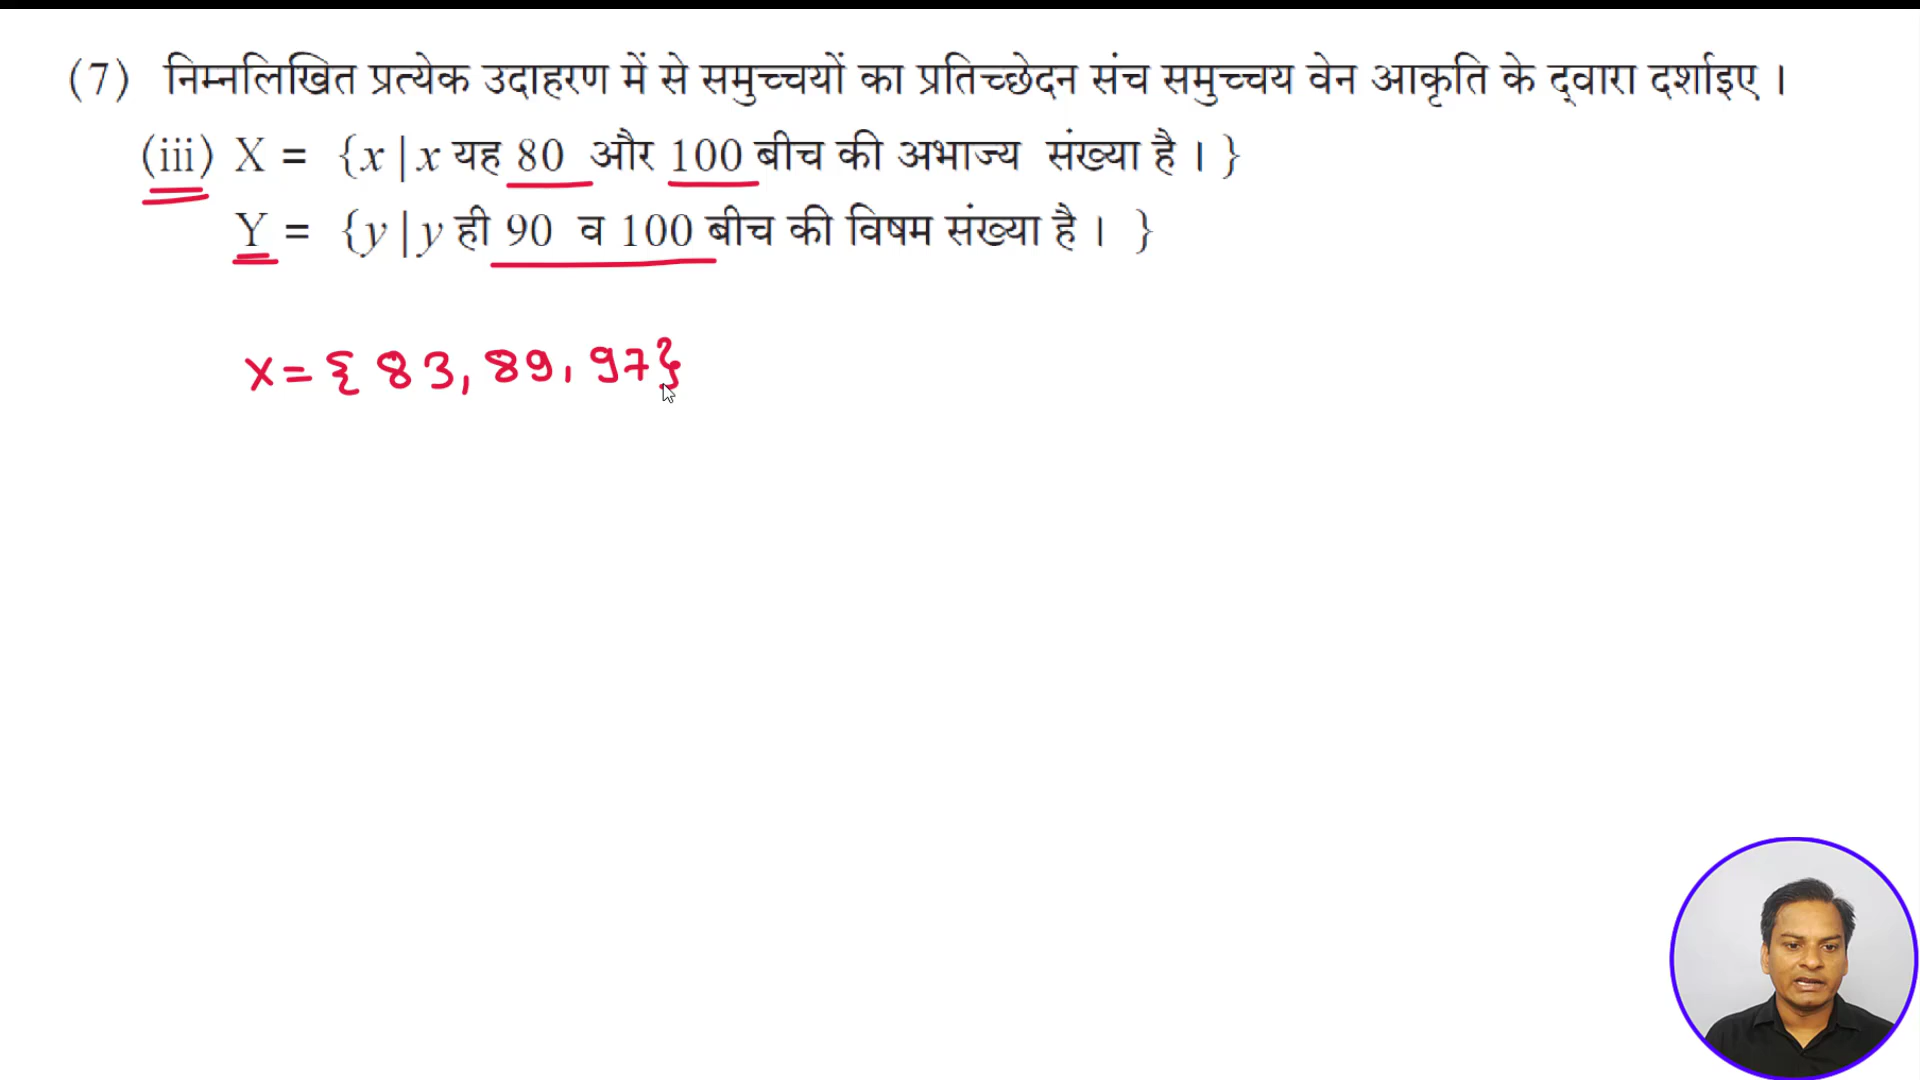 (7) निम्नलिखित प्रत्येक उदाहरण में से समुच्चयों का प्रतिच्छेदन संच समुच्चय वेन आकृति के द्वारा दर्शाइए ।
(iii) X = {x | x यह 80 और 100 बीच की अभाज्य संख्या है । }
Y = {y | y ही 90 व 100 बीच की विषम संख्या है । }
X = { 83, 89, 97}